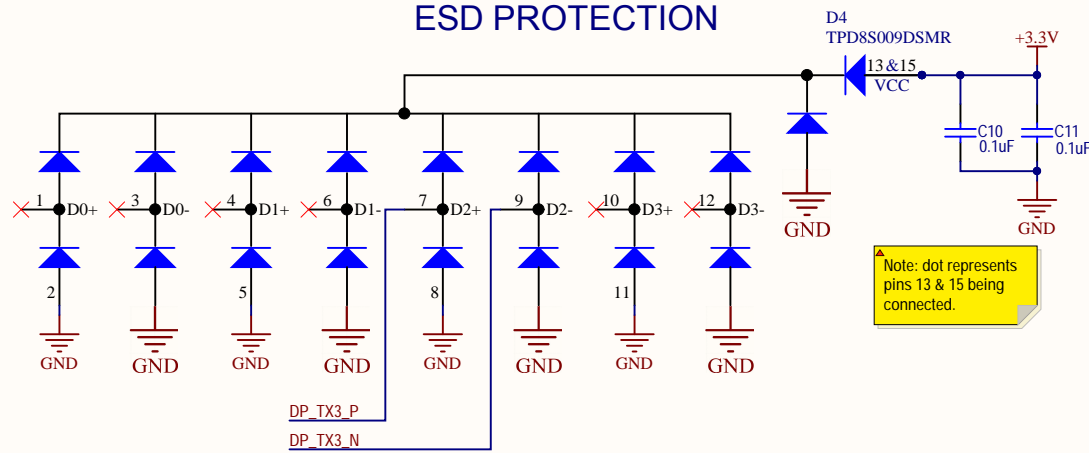 ESD PROTECTION
D4
TPD8S009DSMR
+3.3V
13&15
VCC
C10
0.1uF
C11
0.1uF
1 D0+ 3 D0- 4 D1+ 6 D1- 7 D2+ 9 D2- 10 D3+ 12 D3-
GND
GND
2 5 8 11
Note: dot represents
pins 13 & 15 being
connected.
GND GND GND GND GND GND GND GND
DP_TX3_P
DP_TX3_N